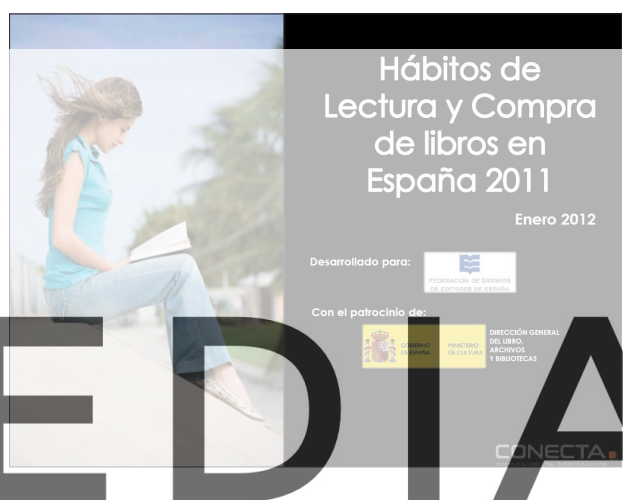 Hábitos de
Lectura y Compra
de libros en
España 2011
Enero 2012
Desarrollado para:
FEDERACIÓN DE GREMIOS
DE EDITORES DE ESPAÑA
Con el patrocinio de:
GOBIERNO
DE ESPAÑA
MINISTERIO
DE CULTURA
DIRECCIÓN GENERAL
DEL LIBRO,
ARCHIVOS
Y BIBLIOTECAS
EDIA
CONECTA